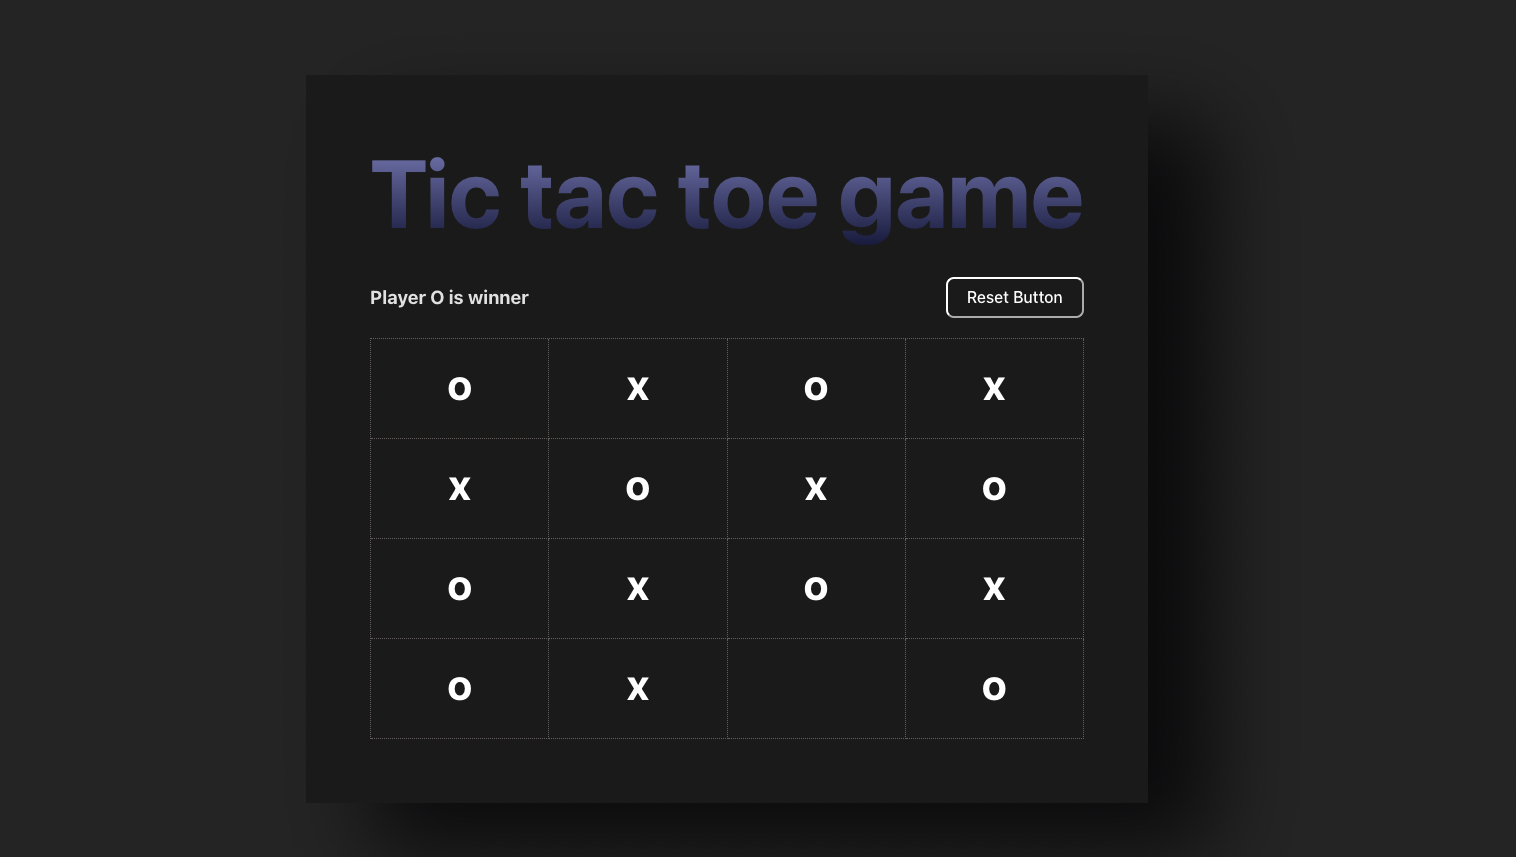 Tic tac toe game
Player O is winner
Reset Button
O X O X
X O X O
O X O X
O X O